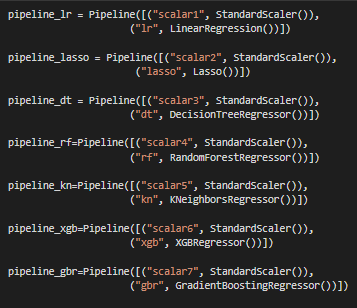 pipeline_lr = Pipeline([("scalar1", StandardScaler()),
("lr", LinearRegression())])
pipeline_lasso = Pipeline([("scalar2", StandardScaler()),
("lasso", Lasso())])
pipeline_dt = Pipeline([("scalar3", StandardScaler()),
("dt", DecisionTreeRegressor())])
pipeline_rf=Pipeline([("scalar4", StandardScaler()),
("rf", RandomForestRegressor())])
pipeline_kn=Pipeline([("scalar5", StandardScaler()),
("kn", KNeighborsRegressor())])
pipeline_xgb=Pipeline([("scalar6", StandardScaler()),
("xgb", XGBRegressor())])
pipeline_gbr=Pipeline([("scalar7", StandardScaler()),
("gbr", GradientBoostingRegressor())])